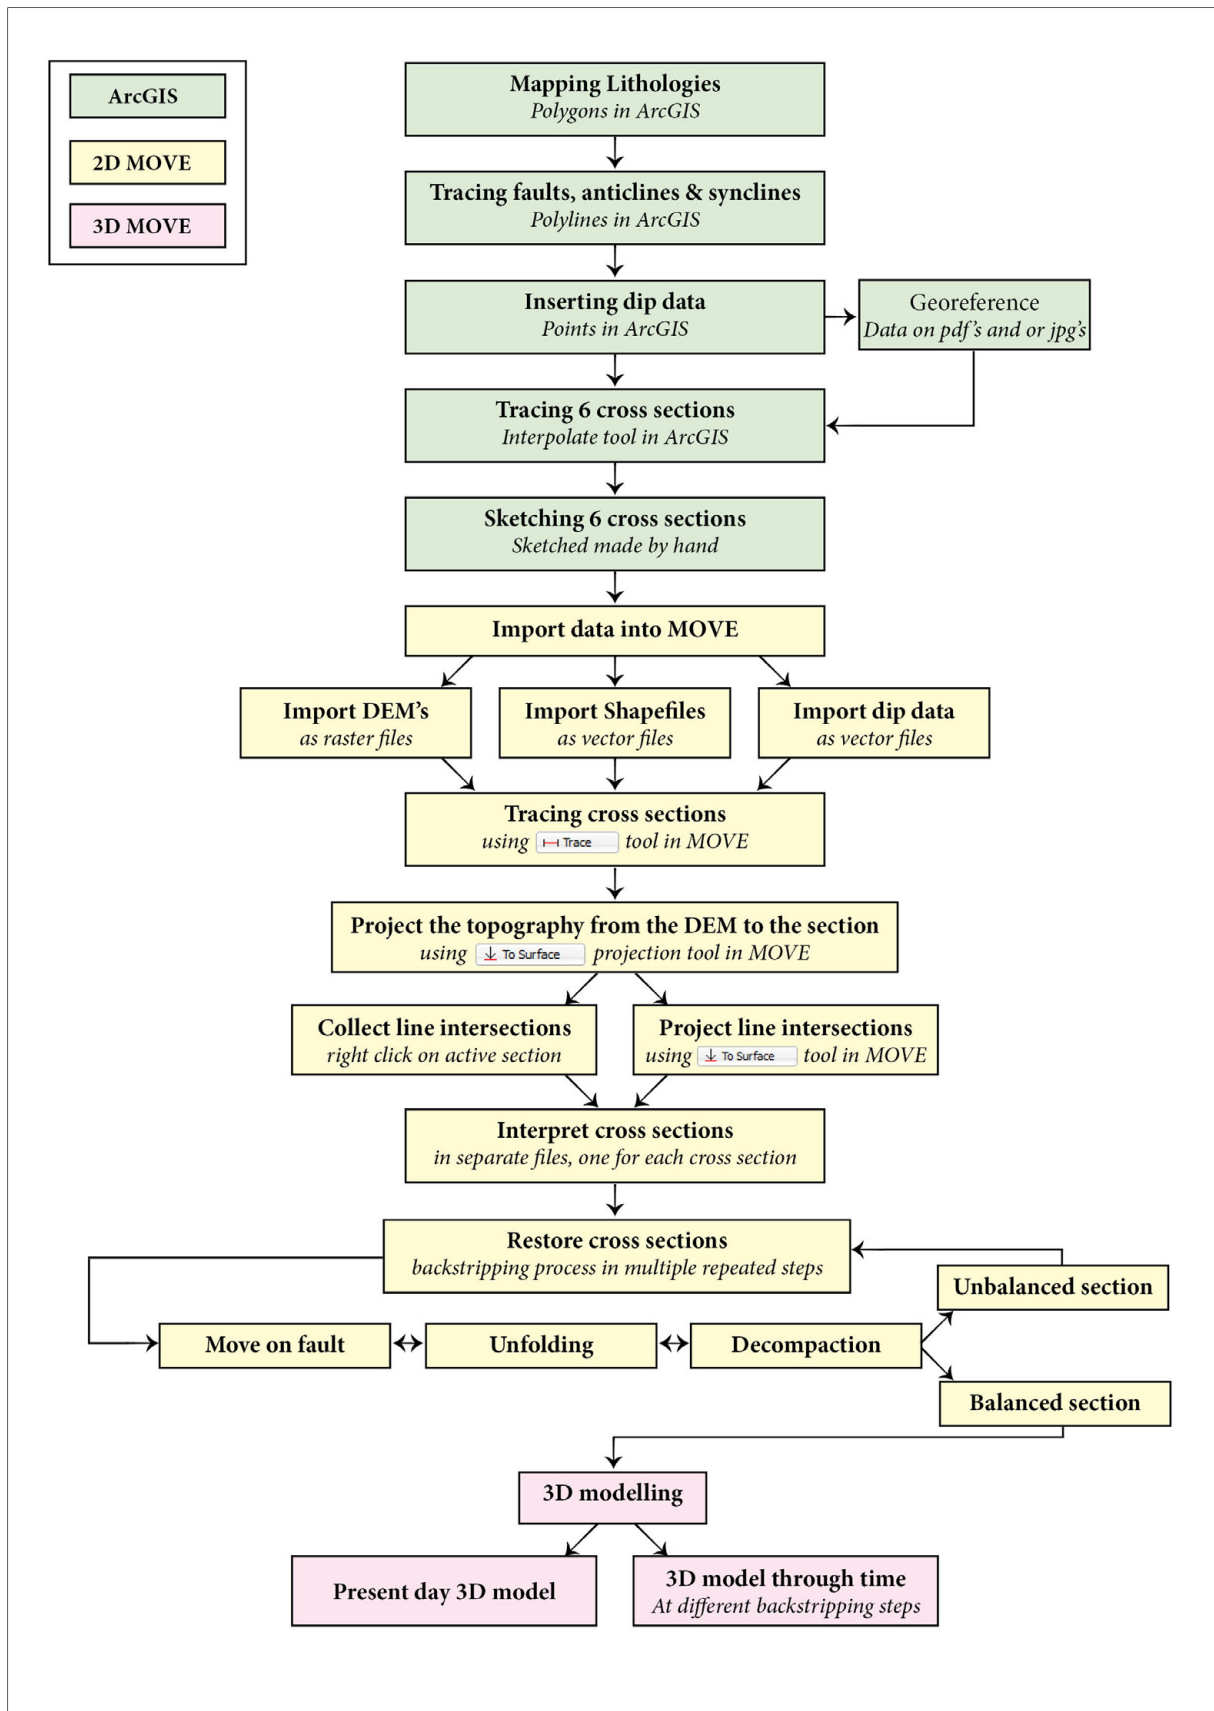 ArcGIS
2D MOVE
3D MOVE
Mapping Lithologies
Polygons in ArcGIS
Tracing faults, anticlines & synclines
Polylines in ArcGIS
Inserting dip data
Points in ArcGIS
Georeference
Data on pdf's and or jpg's
Tracing 6 cross sections
Interpolate tool in ArcGIS
Sketching 6 cross sections
Sketched made by hand
Import data into MOVE
Import DEM's
as raster files
Import Shapefiles
as vector files
Import dip data
as vector files
Tracing cross sections
using Trace tool in MOVE
Project the topography from the DEM to the section
using To Surface projection tool in MOVE
Collect line intersections
right click on active section
Project line intersections
using To Surface tool in MOVE
Interpret cross sections
in separate files, one for each cross section
Restore cross sections
backstripping process in multiple repeated steps
Unbalanced section
Move on fault
Unfolding
Decompaction
Balanced section
3D modelling
Present day 3D model
3D model through time
At different backstripping steps